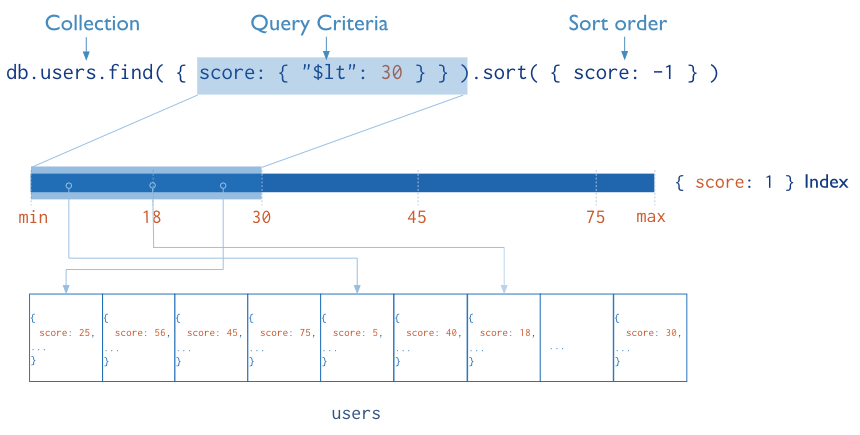 Collection Query Criteria Sort order
db.users.find( { score: { "$lt": 30 } } ).sort( { score: -1 } )
{ score: 1 } Index
min 18 30 45 75 max
{ { { { { { { {
score: 25, score: 56, score: 45, score: 75, score: 5, score: 40, score: 18, score: 30,
... ... ... ... ... ... ... ... ...
} } } } } } } }
users